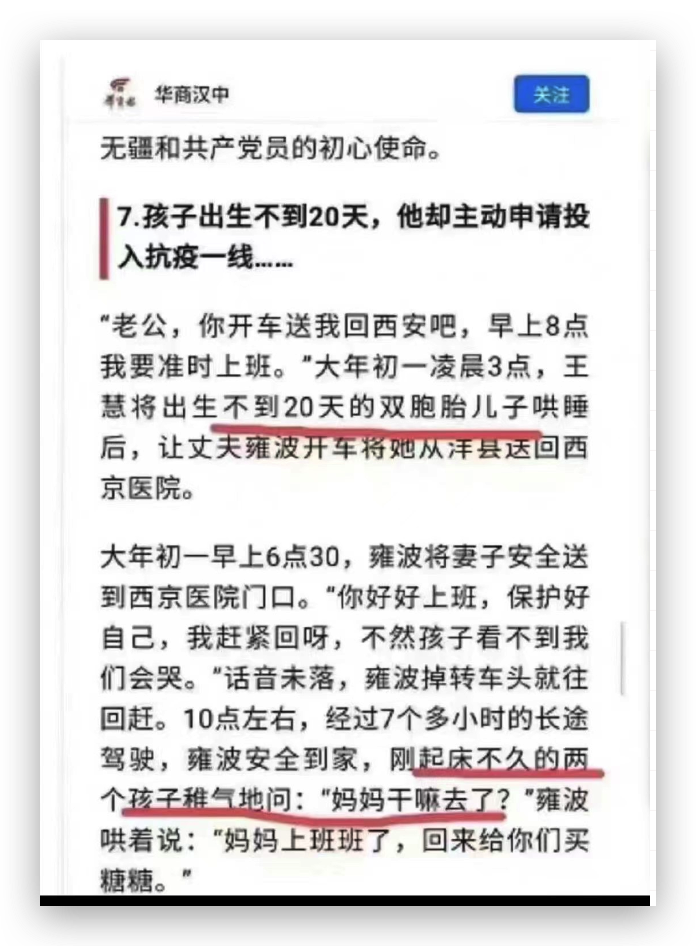 华商汉中
关注
无疆和共产党员的初心使命。
7.孩子出生不到20天，他却主动申请投
入抗疫一线……
“老公，你开车送我回西安吧，早上8点
我要准时上班。”大年初一凌晨3点，王
慧将出生不到20天的双胞胎儿子哄睡
后，让丈夫雍波开车将她从洋县送回西
京医院。
大年初一早上6点30，雍波将妻子安全送
到西京医院门口。“你好好上班，保护好
自己，我赶紧回呀，不然孩子看不到我
们会哭。”话音未落，雍波掉转车头就往
回赶。10点左右，经过7个多小时的长途
驾驶，雍波安全到家，刚起床不久的两
个孩子稚气地问：“妈妈干嘛去了？”雍波
哄着说：“妈妈上班班了，回来给你们买
糖糖。”